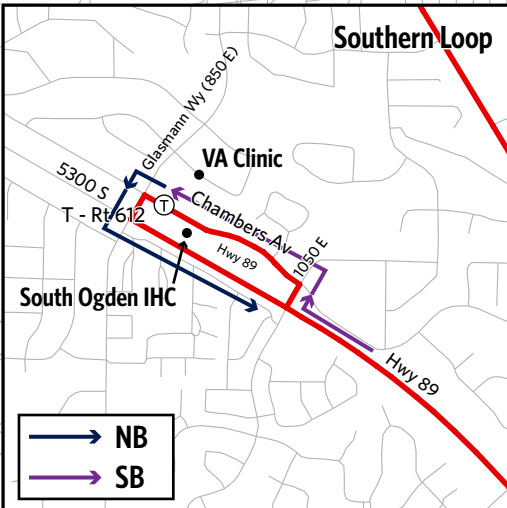 Southern Loop
Glasmann Wy (850 E)
VA Clinic
5300 S
T - Rt 612
T
Chambers Av
Hwy 89
1050 E
South Ogden IHC
Hwy 89
NB
SB